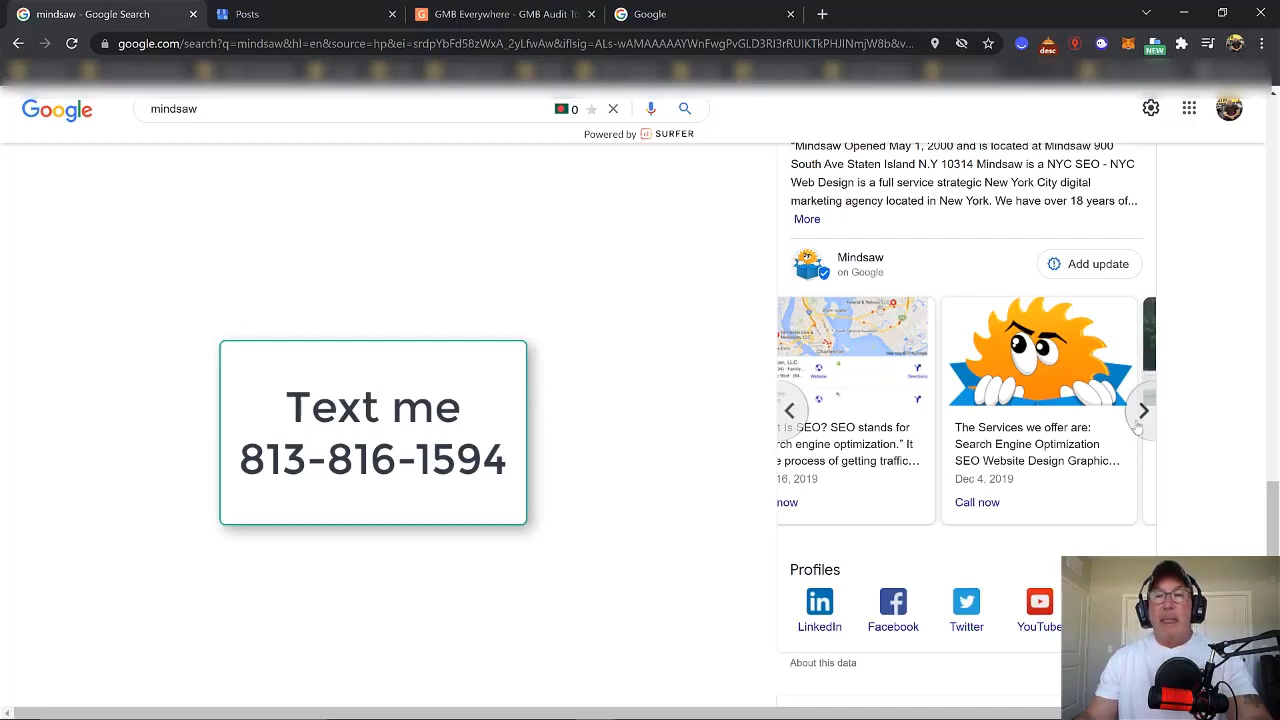 mindsaw - Google Search
Posts
GMB Everywhere - GMB Audit To
Google
google.com/search?q=mindsaw&hl=en&source=hp&ei=srdpYbFd58zWxA_2yLfwAw&iflsig=ALs-wAMAAAAAYWnFwgPvGLD3RI3rRUIKTkPHJINmjW8b&v...
desc
NEW
Google
mindsaw
0
Powered by SURFER
"Mindsaw Opened May 1, 2000 and is located at Mindsaw 900
South Ave Staten Island N.Y 10314 Mindsaw is a NYC SEO - NYC
Web Design is a full service strategic New York City digital
marketing agency located in New York. We have over 18 years of...
More
Mindsaw
on Google
Add update
Website
Directions
t Is SEO? SEO stands for
rch engine optimization." It
e process of getting traffic...
16, 2019
now
The Services we offer are:
Search Engine Optimization
SEO Website Design Graphic...
Dec 4, 2019
Call now
Text me
813-816-1594
Profiles
LinkedIn
Facebook
Twitter
YouTube
About this data